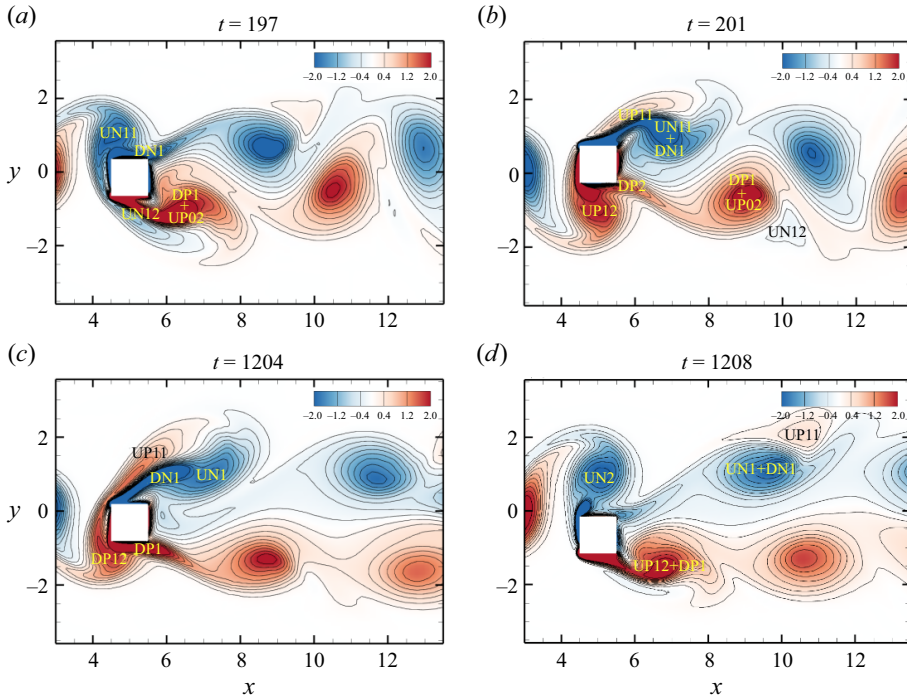 (a)
t = 197
(b)
t = 201
–2.0 –1.2 –0.4 0.4 1.2 2.0
–2.0 –1.2 –0.4 0.4 1.2 2.0
2
UN11
DN1
y 0
DP1
+
UP02
UN12
–2
4 6 8 10 12
2
UP11
UN11
+
DN1
0
DP2
DP1
+
UP02
UP12
UN12
–2
4 6 8 10 12
(c)
t = 1204
(d)
t = 1208
–2.0 –1.2 –0.4 0.4 1.2 2.0
–2.0 –1.2 –0.4 0.4 1.2 2.0
2
UP11
DN1 UN1
y 0
DP12 DP1
–2
4 6 8 10 12
x
2
UP11
UN2
UN1+DN1
0
UP12+DP1
–2
4 6 8 10 12
x